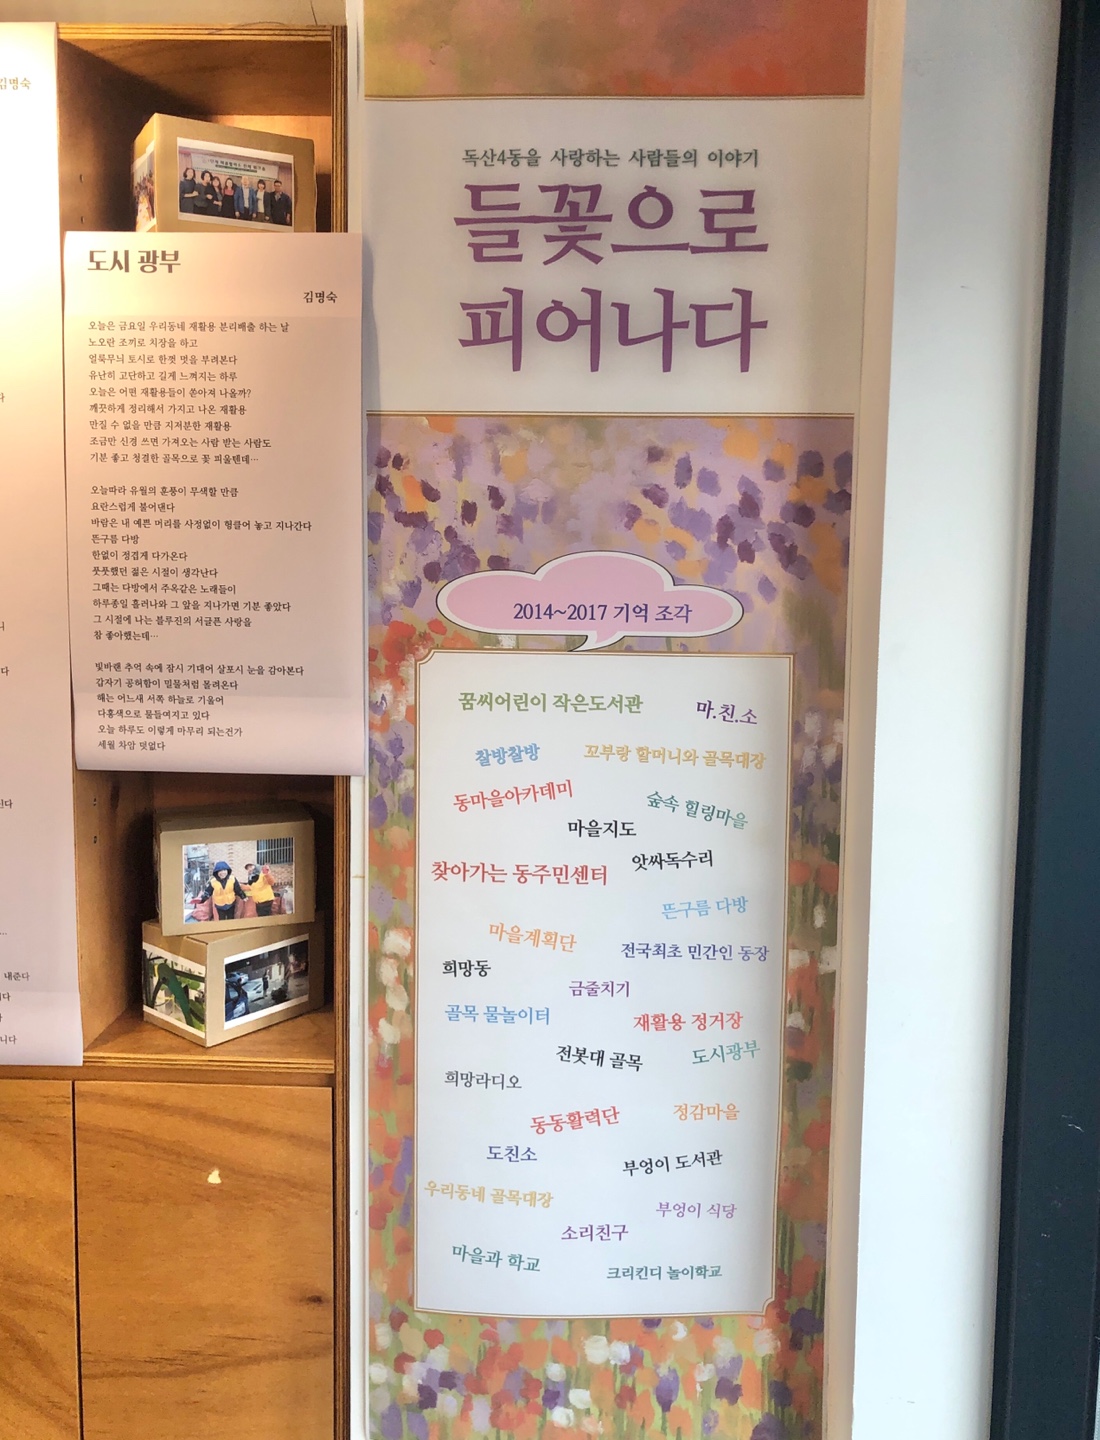 김명숙
도시 광부
김명숙
오늘은 금요일 우리동네 재활용 분리배출 하는 날
노오란 조끼로 치장을 하고
얼룩무늬 토시로 한껏 멋을 부려본다
유난히 고단하고 길게 느껴지는 하루
오늘은 어떤 재활용들이 쏟아져 나올까?
깨끗하게 정리해서 가지고 나온 재활용
만질 수 없을 만큼 지저분한 재활용
조금만 신경 쓰면 가져오는 사람 받는 사람도
기분 좋고 청결한 골목으로 꽃 피울텐데…
오늘따라 유월의 훈풍이 무색할 만큼
요란스럽게 불어댄다
바람은 내 예쁜 머리를 사정없이 헝클어 놓고 지나간다
뜬구름 다방
한없이 정겹게 다가온다
풋풋했던 젊은 시절이 생각난다
그때는 다방에서 주옥같은 노래들이
하루종일 흘러나와 그 앞을 지나가면 기분 좋았다
그 시절에 나는 블루진의 서글픈 사랑을
참 좋아했는데…
빛바랜 추억 속에 잠시 기대어 살포시 눈을 감아본다
갑자기 공허함이 밀물처럼 몰려온다
해는 어느새 서쪽 하늘로 기울어
다홍색으로 물들여지고 있다
오늘 하루도 이렇게 마무리 되는건가
세월 차암 덧없다
독산4동을 사랑하는 사람들의 이야기
들꽃으로
피어나다
2014~2017 기억 조각
꿈씨어린이 작은도서관
마.친.소
찰방찰방
꼬부랑 할머니와 골목대장
동마을아카데미
숲속 힐링마을
마을지도
앗싸독수리
찾아가는 동주민센터
뜬구름 다방
마을계획단
전국최초 민간인 동장
희망동
금줄치기
골목 물놀이터
재활용 정거장
전봇대 골목
도시광부
희망라디오
동동활력단
정감마을
도친소
부엉이 도서관
우리동네 골목대장
부엉이 식당
소리친구
마을과 학교
크리킨디 놀이학교